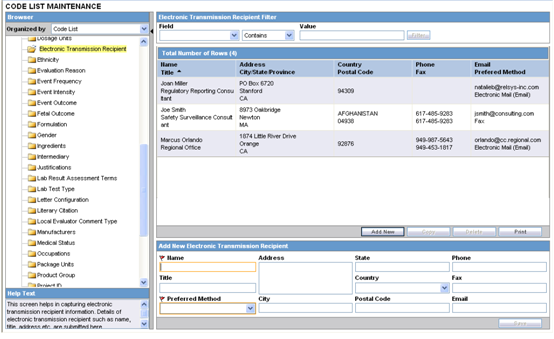 CODE LIST MAINTENANCE
Browser
Organized by Code List
Dosage Units
Electronic Transmission Recipient
Ethnicity
Evaluation Reason
Event Frequency
Event Intensity
Event Outcome
Fetal Outcome
Formulation
Gender
Ingredients
Intermediary
Justifications
Lab Result Assessment Terms
Lab Test Type
Letter Configuration
Literary Citation
Local Evaluator Comment Type
Manufacturers
Medical Status
Occupations
Package Units
Product Group
Project ID
Help Text
This screen helps in capturing electronic
transmission recipient information. Details of
electronic transmission recipient such as name,
title, address etc. are submitted here.
Electronic Transmission Recipient Filter
Field Value
Contains Filter
Total Number of Rows (4)
Name Address Country Phone Email
Title City/State/Province Postal Code Fax Preferred Method
Joan Miller PO Box 6720
Regulatory Reporting Consu Stanford 94309 natalieb@relsys-inc.com
ltant CA Electronic Mail (Email)
Joe Smith 8973 Oakbridge
Safety Surveillance Consult Newton AFGHANISTAN 617-485-9283 jsmith@consulting.com
ant MA 04938 617-485-9283 Fax
Marcus Orlando 1874 Little River Drive
Regional Office Orange 92876 949-987-5643 orlando@cc.regional.com
CA 949-453-1817 Electronic Mail (Email)
Add New Save Delete Print
Add New Electronic Transmission Recipient
Name Address State Phone
Title Country Fax
Preferred Method City Postal Code Email
Save